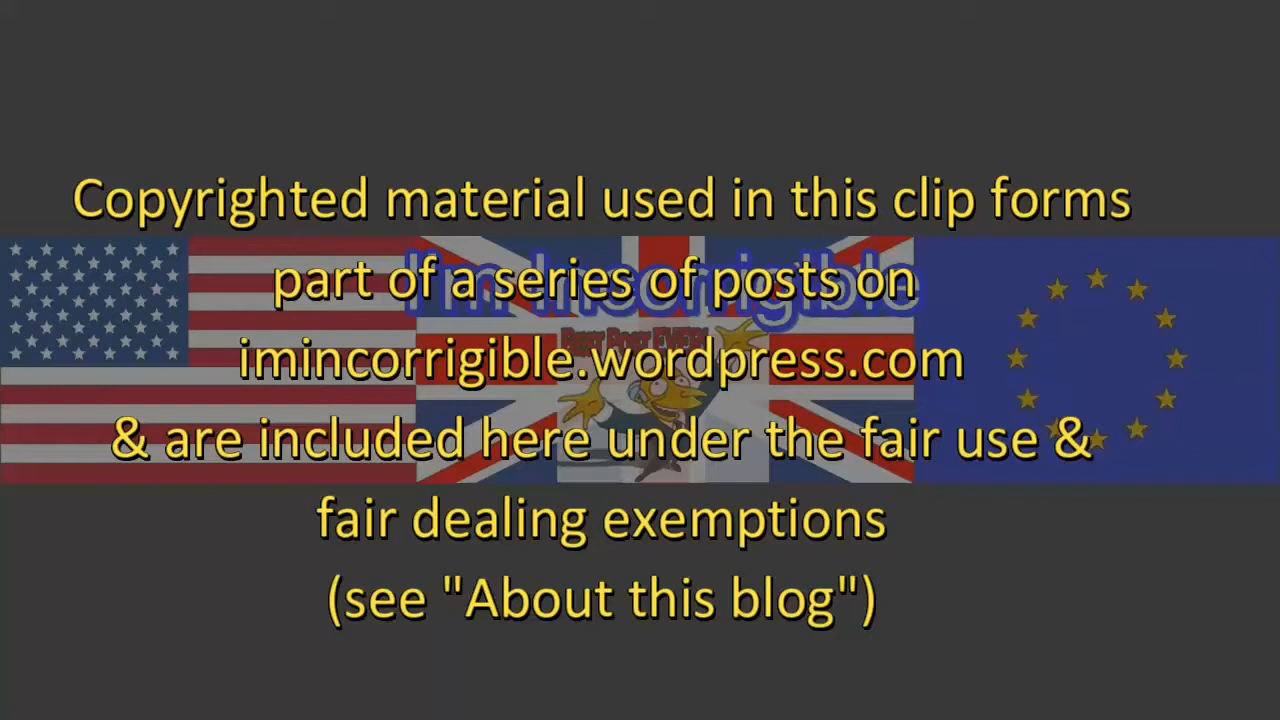 Copyrighted material used in this clip forms
part of a series of posts on
imincorrigible.wordpress.com
& are included here under the fair use &
fair dealing exemptions
(see "About this blog")
I'm Incorrigible